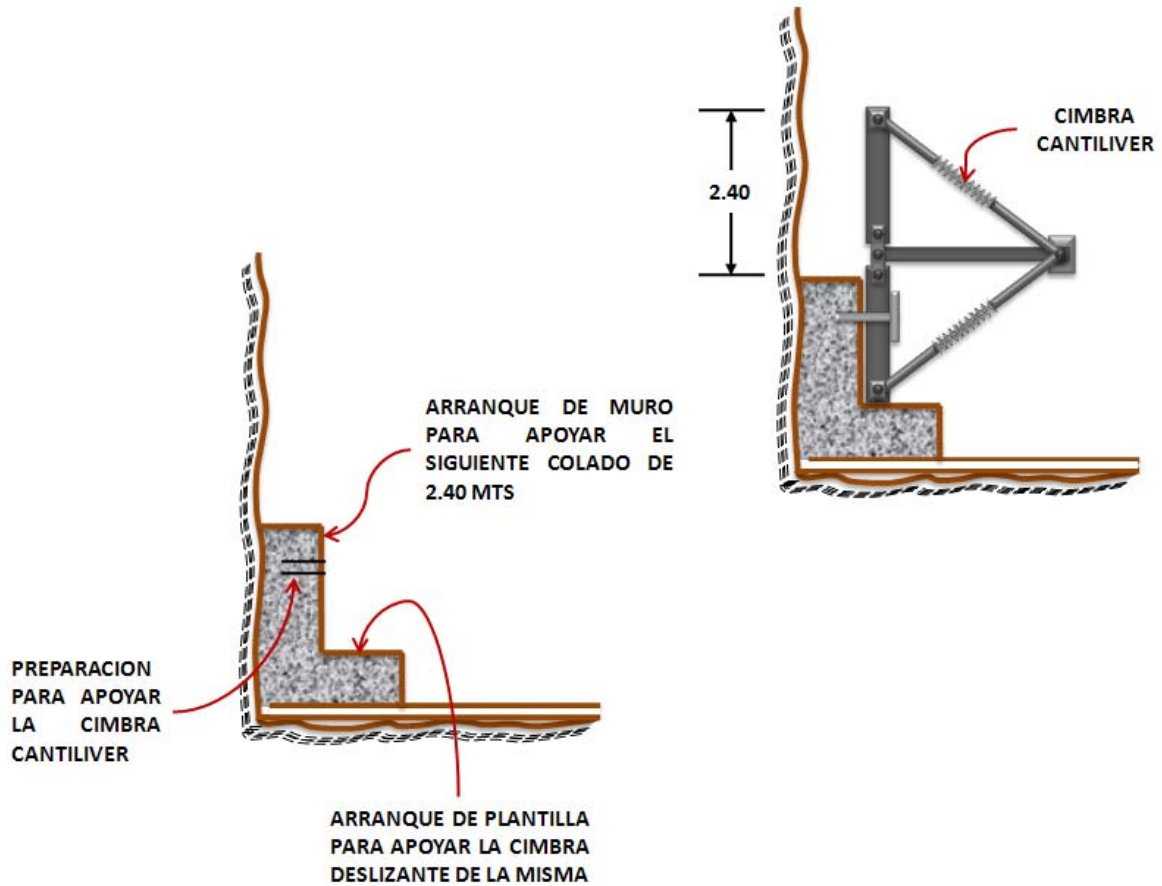 CIMBRA
CANTILIVER
2.40
ARRANQUE DE MURO
PARA APOYAR EL
SIGUIENTE COLADO DE
2.40 MTS
PREPARACION
PARA APOYAR
LA CIMBRA
CANTILIVER
ARRANQUE DE PLANTILLA
PARA APOYAR LA CIMBRA
DESLIZANTE DE LA MISMA